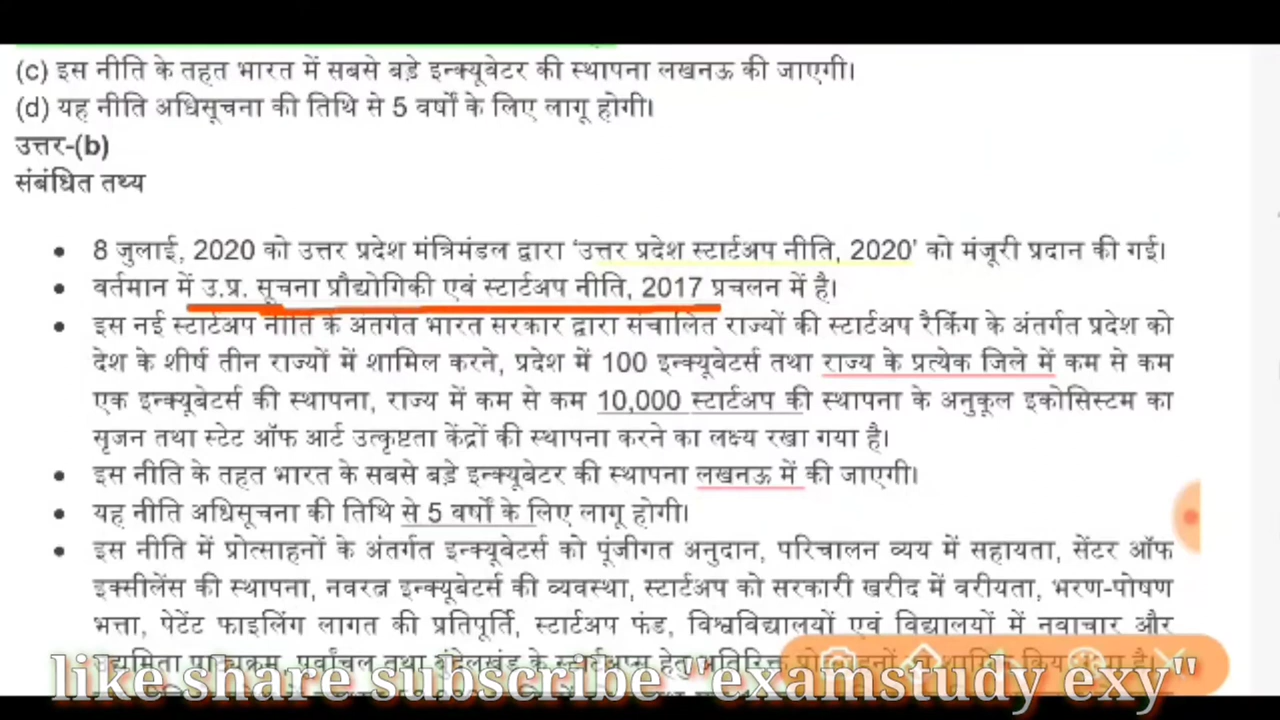 (c) इस नीति के तहत भारत में सबसे बड़े इन्क्यूवेटर की स्थापना लखनऊ की जाएगी।
(d) यह नीति अधिसूचना की तिथि से 5 वर्षों के लिए लागू होगी।
उत्तर-(b)
संबंधित तथ्य
• 8 जुलाई, 2020 को उत्तर प्रदेश मंत्रिमंडल द्वारा ‘उत्तर प्रदेश स्टार्टअप नीति, 2020’ को मंजूरी प्रदान की गई।
• वर्तमान में उ.प्र. सूचना प्रौद्योगिकी एवं स्टार्टअप नीति, 2017 प्रचलन में है।
• इस नई स्टार्टअप नीति के अंतर्गत भारत सरकार द्वारा संचालित राज्यों की स्टार्टअप रैकिंग के अंतर्गत प्रदेश को
देश के शीर्ष तीन राज्यों में शामिल करने, प्रदेश में 100 इन्क्यूबेटर्स तथा राज्य के प्रत्येक जिले में कम से कम
एक इन्क्यूबेटर्स की स्थापना, राज्य में कम से कम 10,000 स्टार्टअप की स्थापना के अनुकूल इकोसिस्टम का
सृजन तथा स्टेट ऑफ आर्ट उत्कृष्टता केंद्रों की स्थापना करने का लक्ष्य रखा गया है।
• इस नीति के तहत भारत के सबसे बड़े इन्क्यूबेटर की स्थापना लखनऊ में की जाएगी।
• यह नीति अधिसूचना की तिथि से 5 वर्षों के लिए लागू होगी।
• इस नीति में प्रोत्साहनों के अंतर्गत इन्क्यूबेटर्स को पूंजीगत अनुदान, परिचालन व्यय में सहायता, सेंटर ऑफ
इक्सीलेंस की स्थापना, नवरत्न इन्क्यूबेटर्स की व्यवस्था, स्टार्टअप को सरकारी खरीद में वरीयता, भरण-पोषण
भत्ता, पेटेंट फाइलिंग लागत की प्रतिपूर्ति, स्टार्टअप फंड, विश्वविद्यालयों एवं विद्यालयों में नवाचार और
पूर्वांचल तथा बुंदेलखंड के स्टार्टअप्स हेतु अतिरिक्त
like share subscribe "examstudy exy"